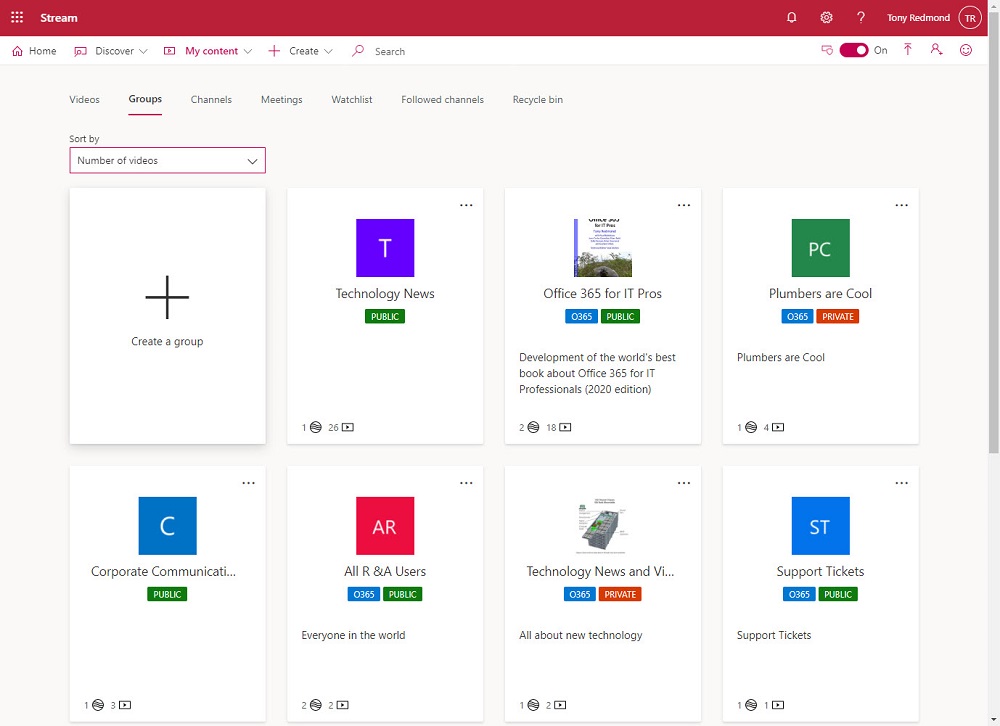 Stream
Tony Redmond
TR
Home
Discover
My content
Create
Search
On
Videos
Groups
Channels
Meetings
Watchlist
Followed channels
Recycle bin
Sort by
Number of videos
Create a group
T
Technology News
PUBLIC
1 26
Office 365
for IT Pros
Tony Redmond
Office 365 for IT Pros
O365 PUBLIC
Development of the world's best
book about Office 365 for IT
Professionals (2020 edition)
2 18
PC
Plumbers are Cool
O365 PRIVATE
Plumbers are Cool
1 4
C
Corporate Communicati...
PUBLIC
1 3
AR
All R &A Users
O365 PUBLIC
Everyone in the world
2 2
Technology News and Vi...
O365 PRIVATE
All about new technology
1 2
ST
Support Tickets
O365 PUBLIC
Support Tickets
1 1